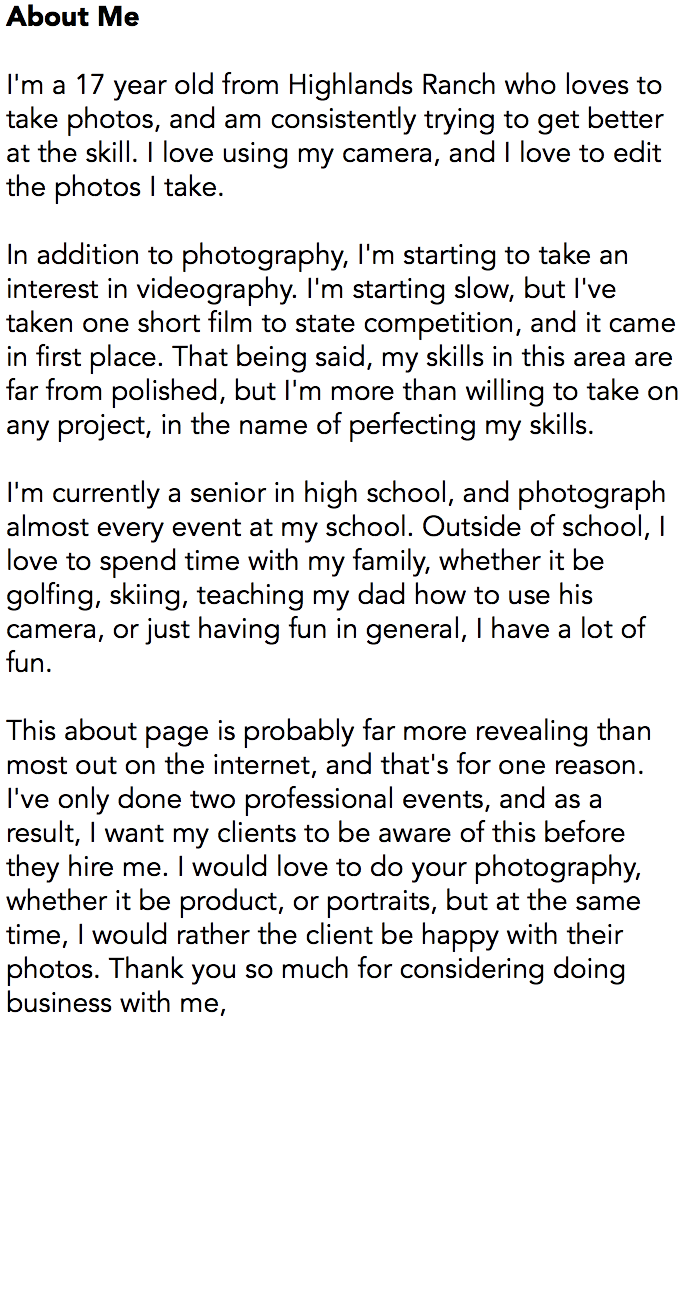 About Me
I'm a 17 year old from Highlands Ranch who loves to
take photos, and am consistently trying to get better
at the skill. I love using my camera, and I love to edit
the photos I take.
In addition to photography, I'm starting to take an
interest in videography. I'm starting slow, but I've
taken one short film to state competition, and it came
in first place. That being said, my skills in this area are
far from polished, but I'm more than willing to take on
any project, in the name of perfecting my skills.
I'm currently a senior in high school, and photograph
almost every event at my school. Outside of school, I
love to spend time with my family, whether it be
golfing, skiing, teaching my dad how to use his
camera, or just having fun in general, I have a lot of
fun.
This about page is probably far more revealing than
most out on the internet, and that's for one reason.
I've only done two professional events, and as a
result, I want my clients to be aware of this before
they hire me. I would love to do your photography,
whether it be product, or portraits, but at the same
time, I would rather the client be happy with their
photos. Thank you so much for considering doing
business with me,